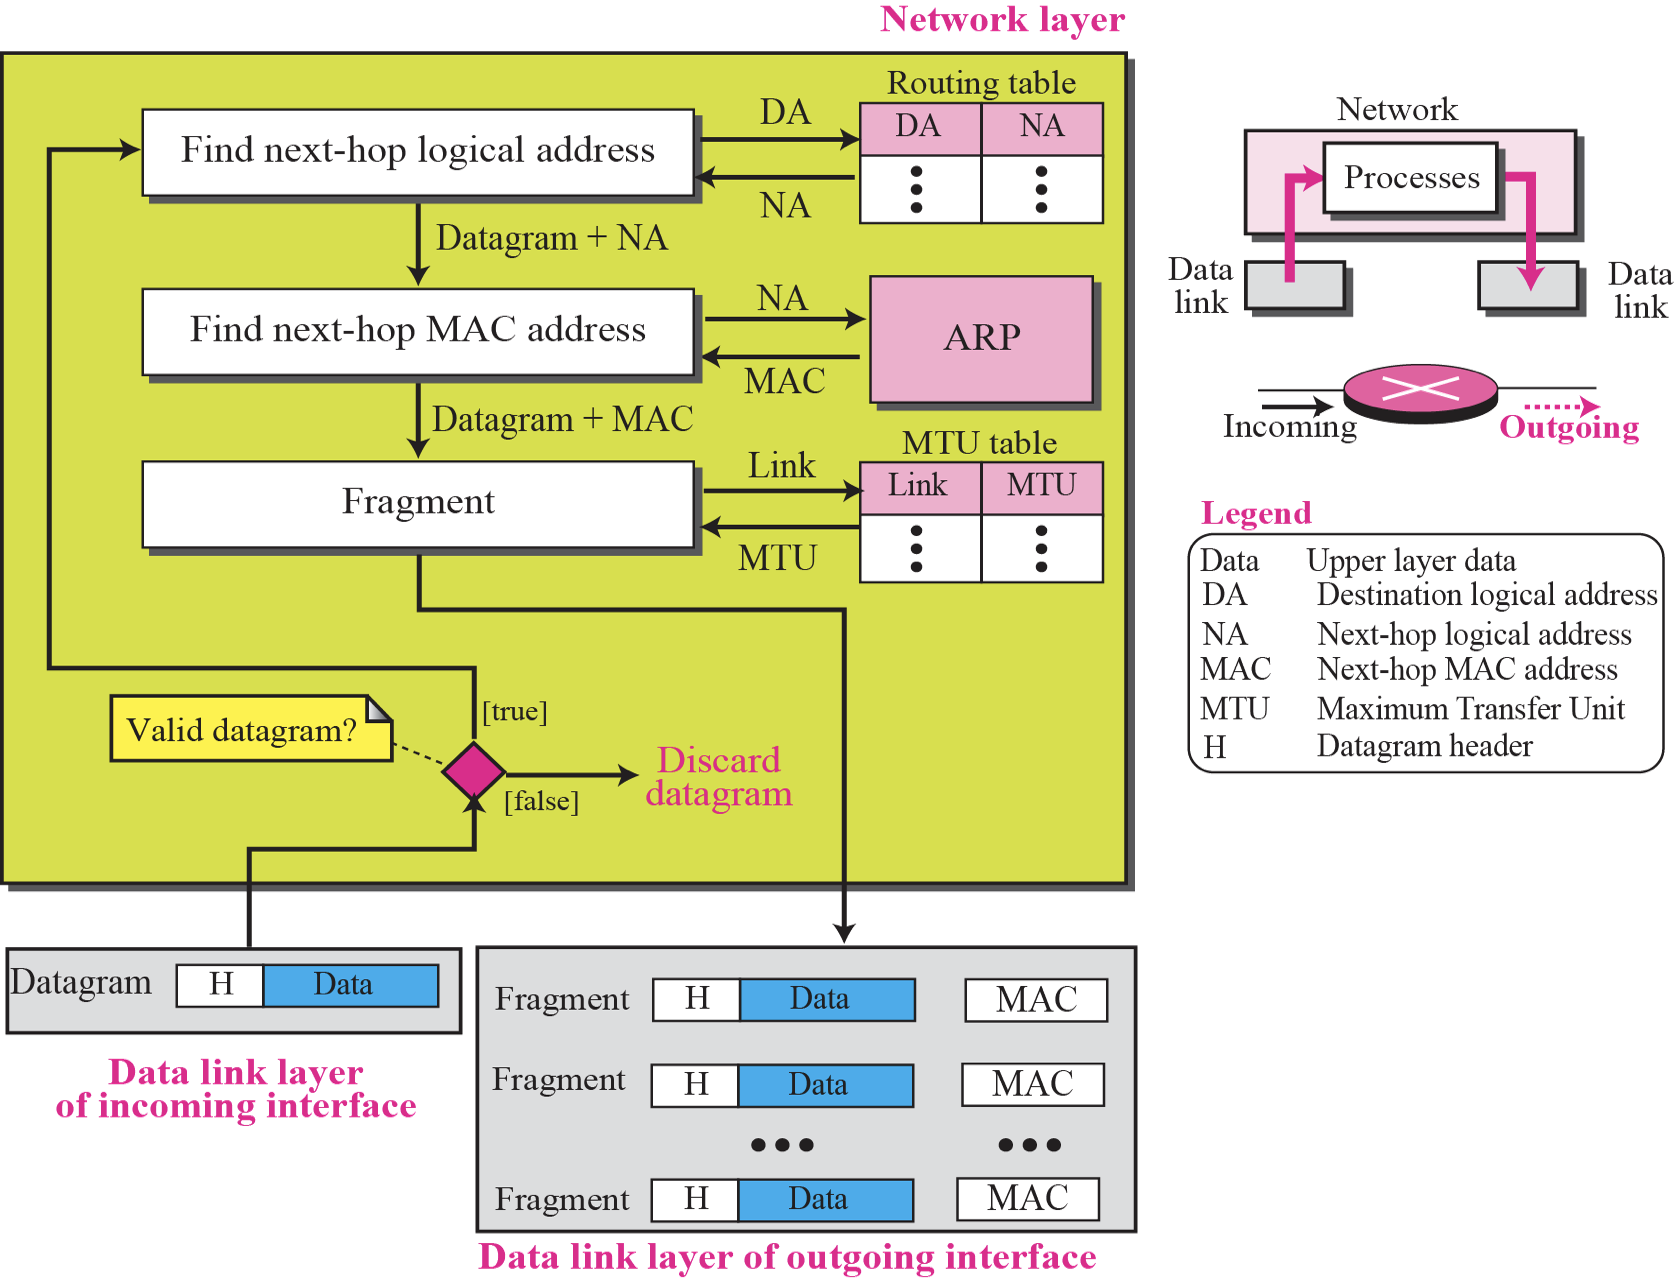 Network layer
Routing table
DA
DA NA
Find next-hop logical address
NA
Datagram + NA
NA
Find next-hop MAC address
ARP
MAC
Datagram + MAC
MTU table
Link
Link MTU
Fragment
MTU
[true]
Valid datagram?
[false]
Discard
datagram
Datagram H Data
Data link layer
of incoming interface
Fragment H Data MAC
Fragment H Data MAC
Fragment H Data MAC
Data link layer of outgoing interface
Network
Processes
Data
link
Data
link
Incoming
Outgoing
Legend
Data Upper layer data
DA Destination logical address
NA Next-hop logical address
MAC Next-hop MAC address
MTU Maximum Transfer Unit
H Datagram header